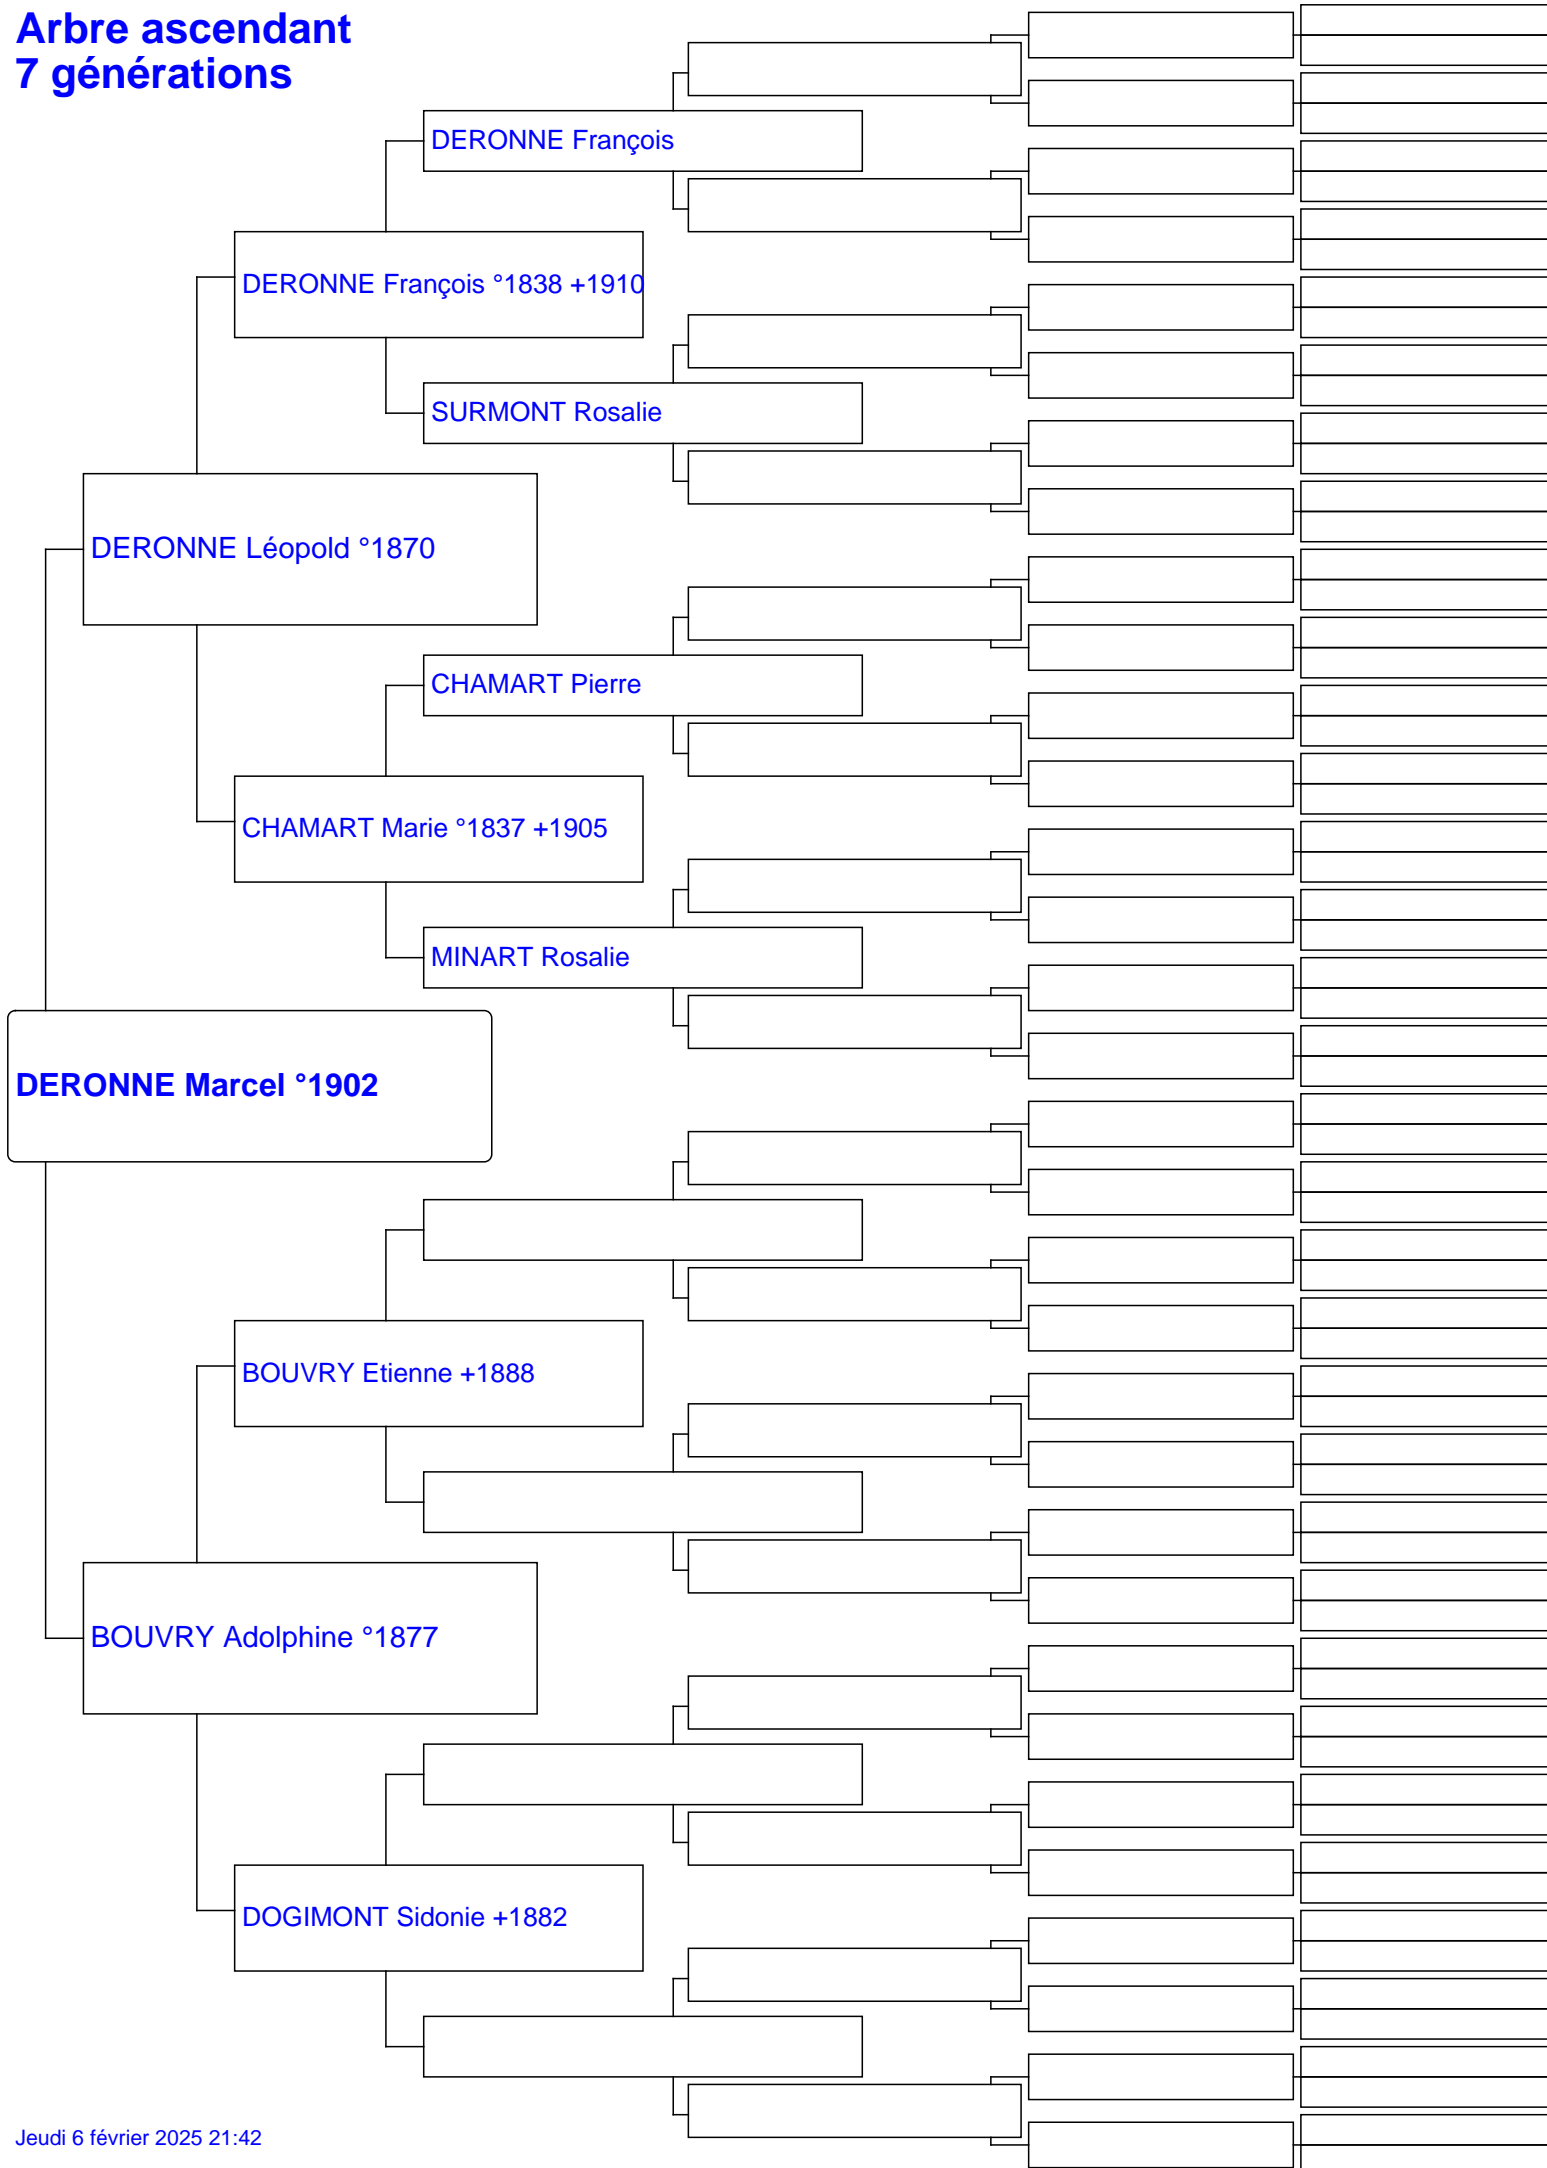 Arbre ascendant
7 générations
DERONNE François
DERONNE François °1838 +1910
SURMONT Rosalie
DERONNE Léopold °1870
CHAMART Pierre
CHAMART Marie °1837 +1905
MINART Rosalie
DERONNE Marcel °1902
BOUVRY Etienne +1888
BOUVRY Adolphine °1877
DOGIMONT Sidonie +1882
Jeudi 6 février 2025 21:42